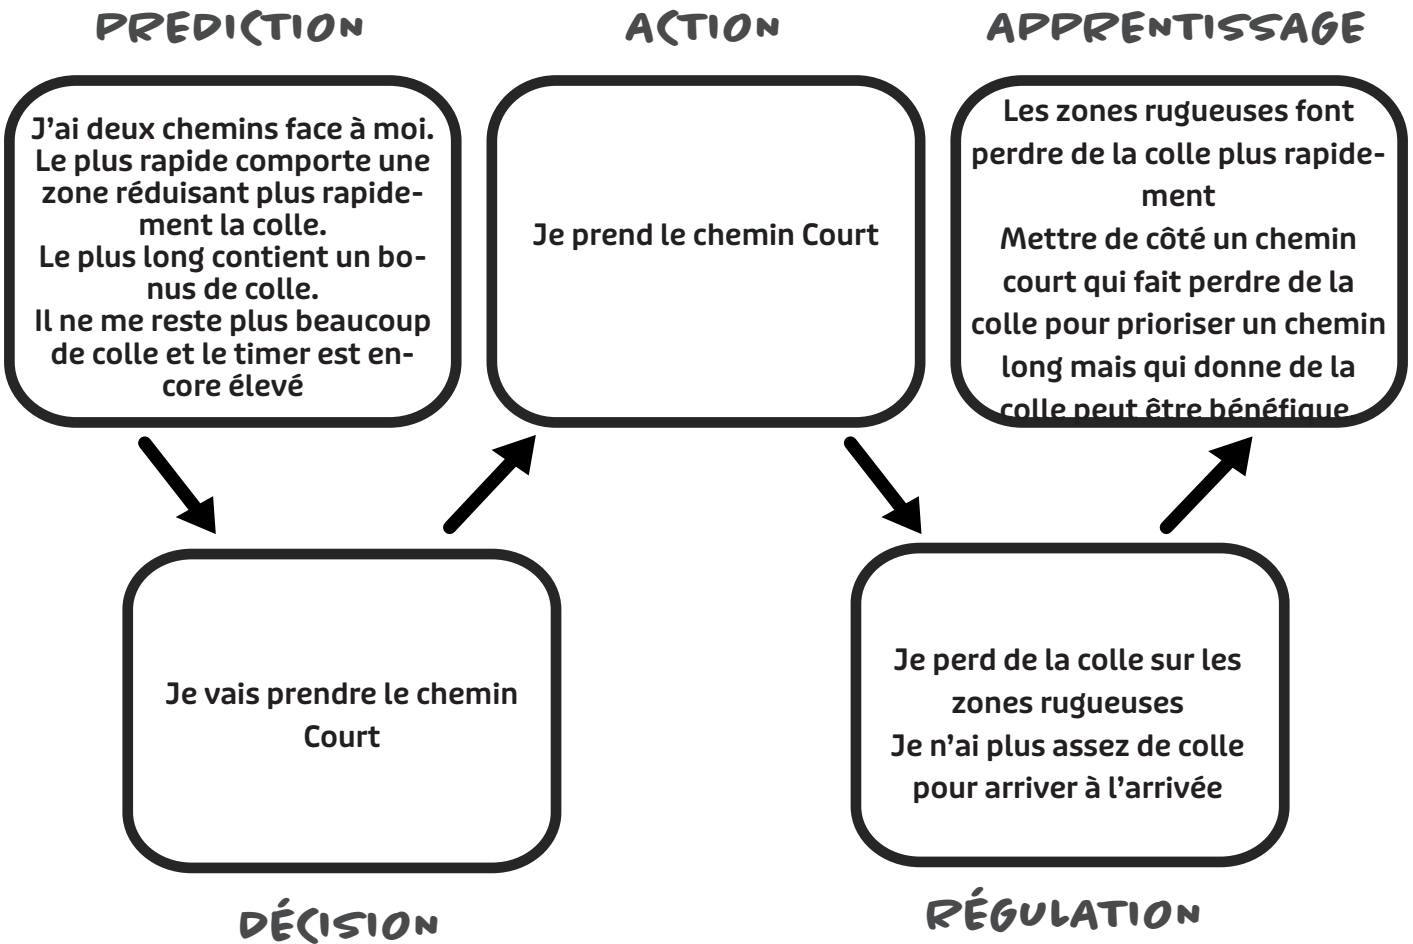 PREDICTION
J'ai deux chemins face à moi.
Le plus rapide comporte une
zone réduisant plus rapide-
ment la colle.
Le plus long contient un bo-
nus de colle.
Il ne me reste plus beaucoup
de colle et le timer est en-
core élevé
Je vais prendre le chemin
Court
DÉCISION
ACTION
Je prend le chemin Court
Je perd de la colle sur les
zones rugueuses
Je n'ai plus assez de colle
pour arriver à l'arrivée
RÉGULATION
APPRENTISSAGE
Les zones rugueuses font
perdre de la colle plus rapide-
ment
Mettre de côté un chemin
court qui fait perdre de la
colle pour prioriser un chemin
long mais qui donne de la
colle peut être bénéfique